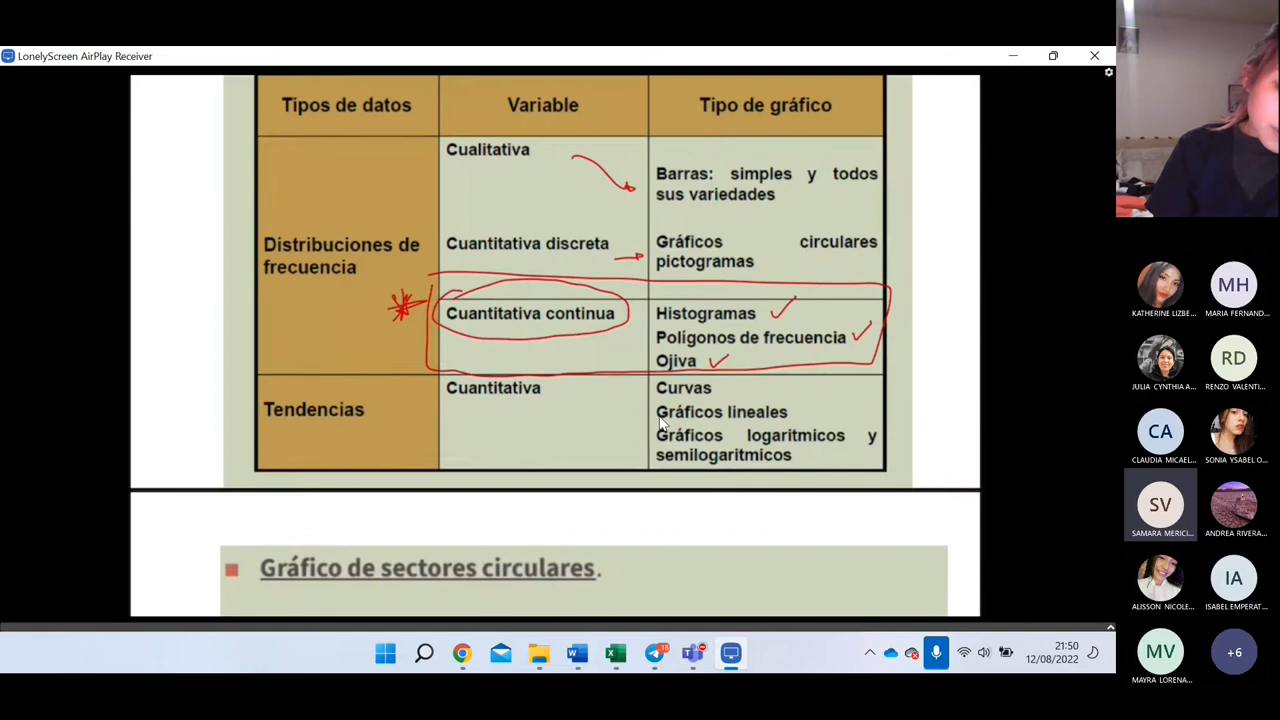 LonelyScreen AirPlay Receiver
Tipos de datos
Variable
Tipo de gráfico
Cualitativa
Barras: simples y todos
sus variedades
Distribuciones de
frecuencia
Cuantitativa discreta
Gráficos circulares
pictogramas
Cuantitativa continua
Histogramas
Polígonos de frecuencia
Ojiva
Tendencias
Cuantitativa
Curvas
Gráficos lineales
Gráficos logaritmicos y
semilogaritmicos
Gráfico de sectores circulares.
KATHERINE LIZBE...
MH
MARIA FERNAND...
JULIA CYNTHIA A...
RD
RENZO VALENTI...
CA
CLAUDIA MICAEL...
SONIA YSABEL O...
SV
SAMARA MERICI...
ANDREA RIVERA...
ALISSON NICOLE...
IA
ISABEL EMPERAT...
MV
MAYRA LORENA...
+6
18
21:50
12/08/2022